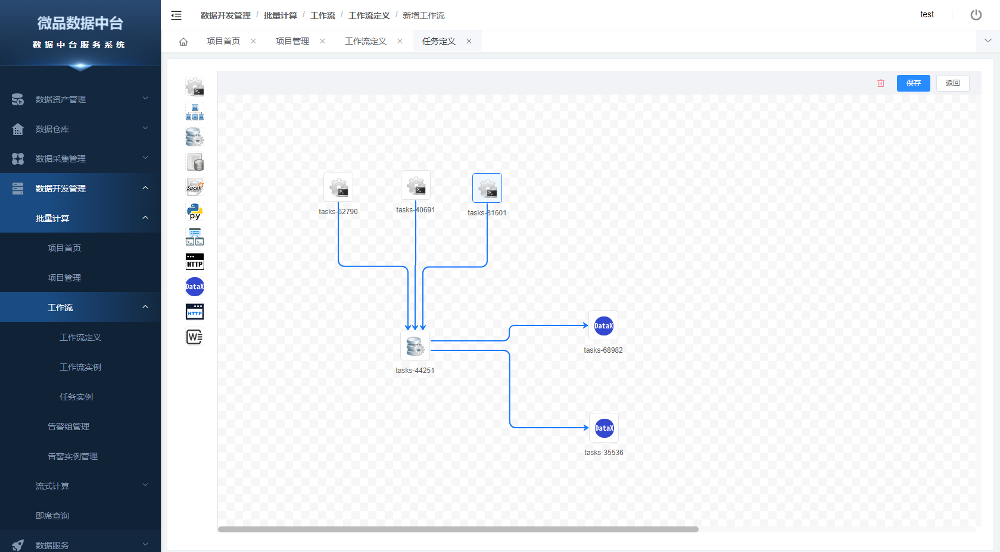 微品数据中台
数据中台服务系统
数据资产管理
数据仓库
数据采集管理
数据开发管理
批量计算
项目首页
项目管理
工作流
工作流定义
工作流实例
任务实例
告警组管理
告警实例管理
流式计算
即席查询
数据服务
数据开发管理 / 批量计算 / 工作流 / 工作流定义 / 新增工作流
test
项目首页
项目管理
工作流定义
任务定义
保存
返回
Spark
py
HTTP
DataX
HTTP
W
tasks-62790
tasks-40691
tasks-81601
tasks-44251
DataX
tasks-68982
DataX
tasks-35536